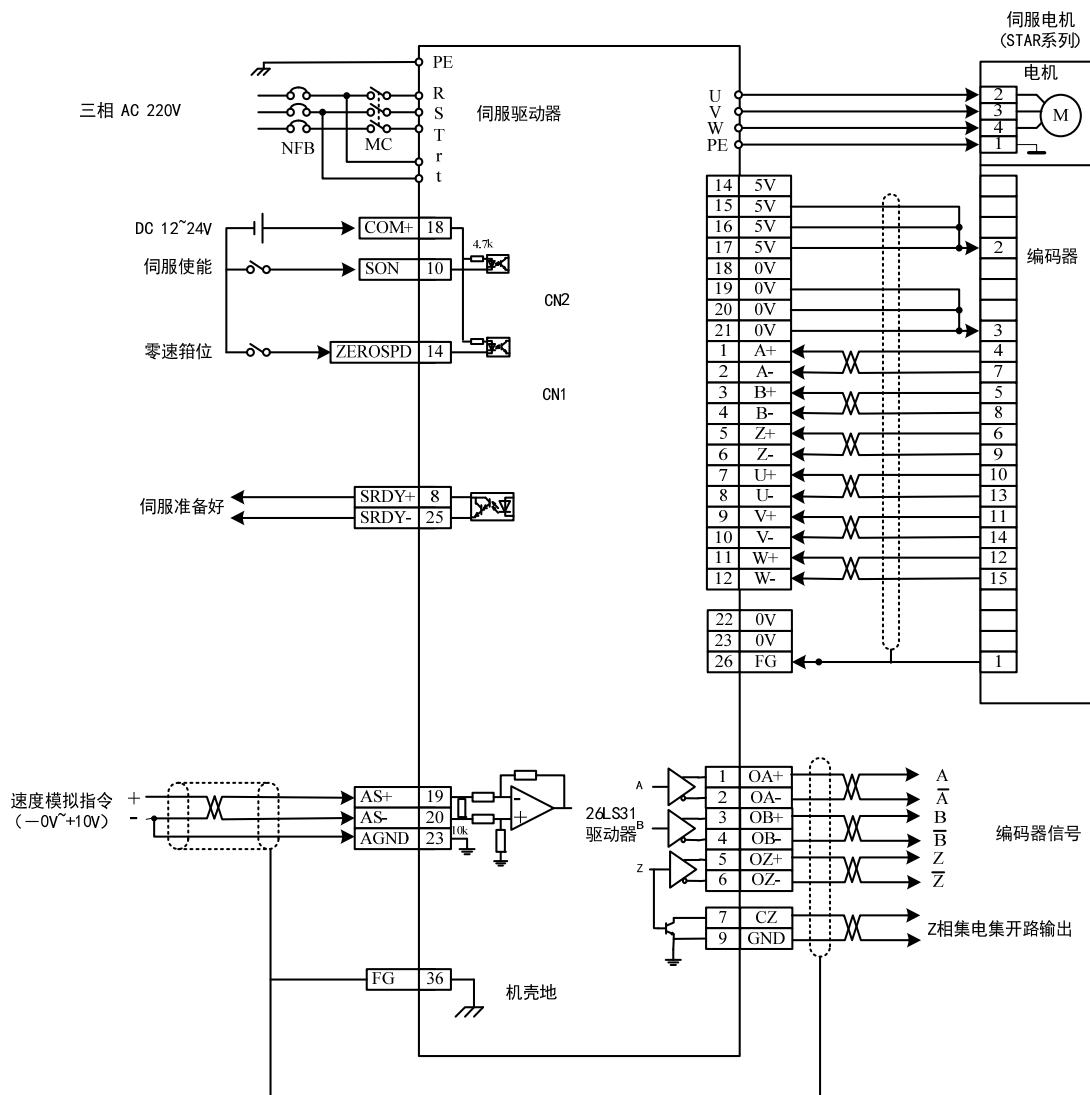 伺服电机
(STAR系列)
电机
三相 AC 220V
NFB
MC
PE
R
S
T
r
t
伺服驱动器
U
V
W
PE
2
3
4
1
M
DC 12~24V
COM+ 18
4.7k
伺服使能
SON 10
CN2
零速箝位
ZEROSPD 14
CN1
14 5V
15 5V
16 5V
17 5V 2
编码器
18 0V
19 0V
20 0V
21 0V 3
1 A+ 4
2 A- 7
3 B+ 5
4 B- 8
5 Z+ 6
6 Z- 9
7 U+ 10
8 U- 13
9 V+ 11
10 V- 14
11 W+ 12
12 W- 15
22 0V
23 0V
26 FG 1
伺服准备好
SRDY+ 8
SRDY- 25
速度模拟指令 +
(－0V~+10V) -
AS+ 19
AS- 20
AGND 23
10k
-
+
26LS31
驱动器
A
B
Z
1 OA+ A
2 OA- A̅
3 OB+ B
4 OB- B̅
5 OZ+ Z
6 OZ- Z̅
编码器信号
7 CZ
9 GND
Z相集电集开路输出
FG 36
机壳地